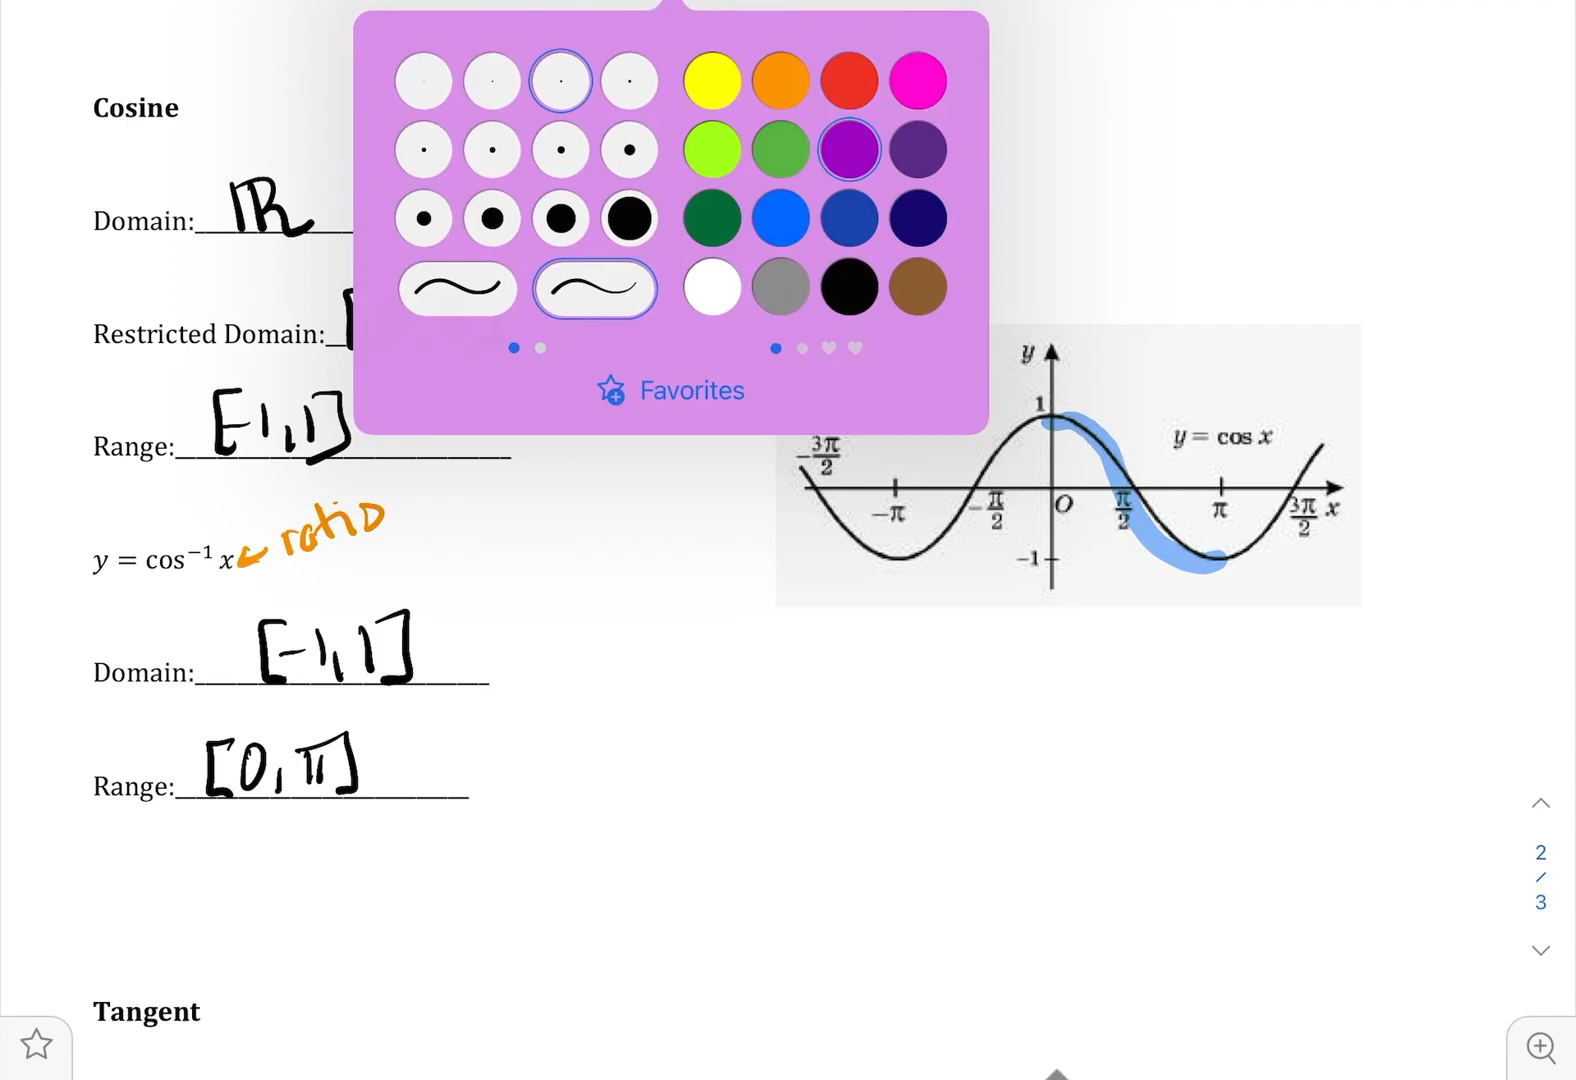 Cosine
Domain: ℝ
Restricted Domain: [
Range: [-1,1]
y = cos⁻¹ x ← ratio
Domain: [-1,1]
Range: [0,π]
Tangent
Favorites
y
1
y = cos x
-3π/2
-π
-π/2
O
π/2
π
3π/2
x
-1
2
/
3